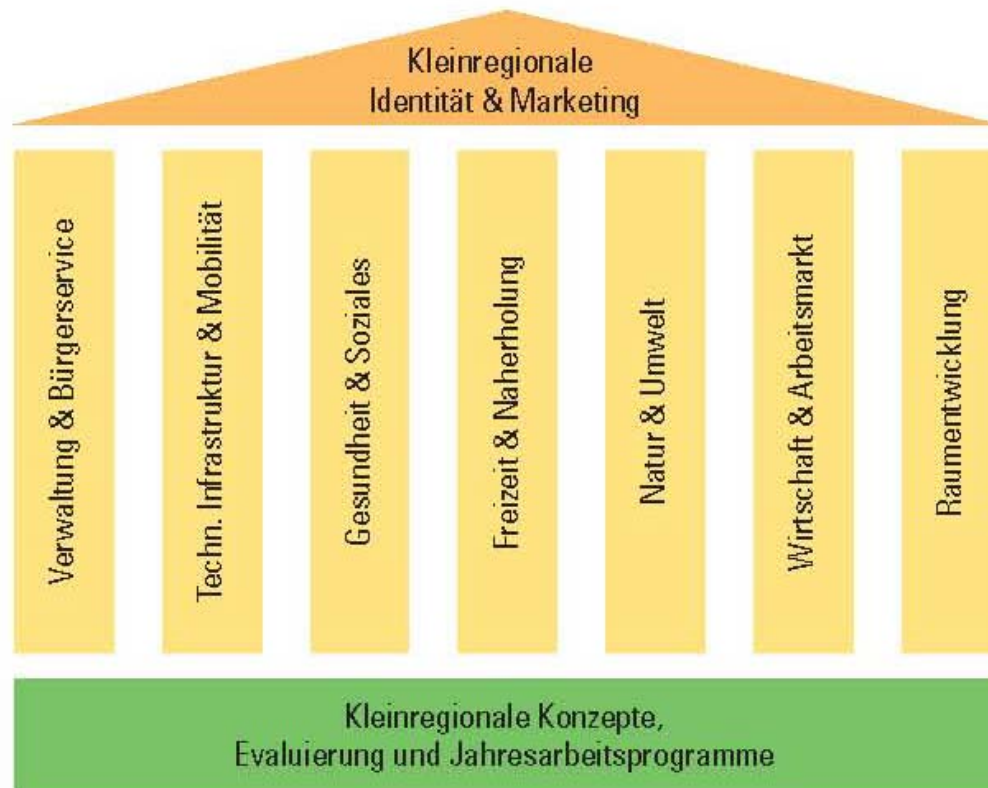 Kleinregionale
Identität & Marketing
Verwaltung & Bürgerservice
Techn. Infrastruktur & Mobilität
Gesundheit & Soziales
Freizeit & Naherholung
Natur & Umwelt
Wirtschaft & Arbeitsmarkt
Raumentwicklung
Kleinregionale Konzepte,
Evaluierung und Jahresarbeitsprogramme